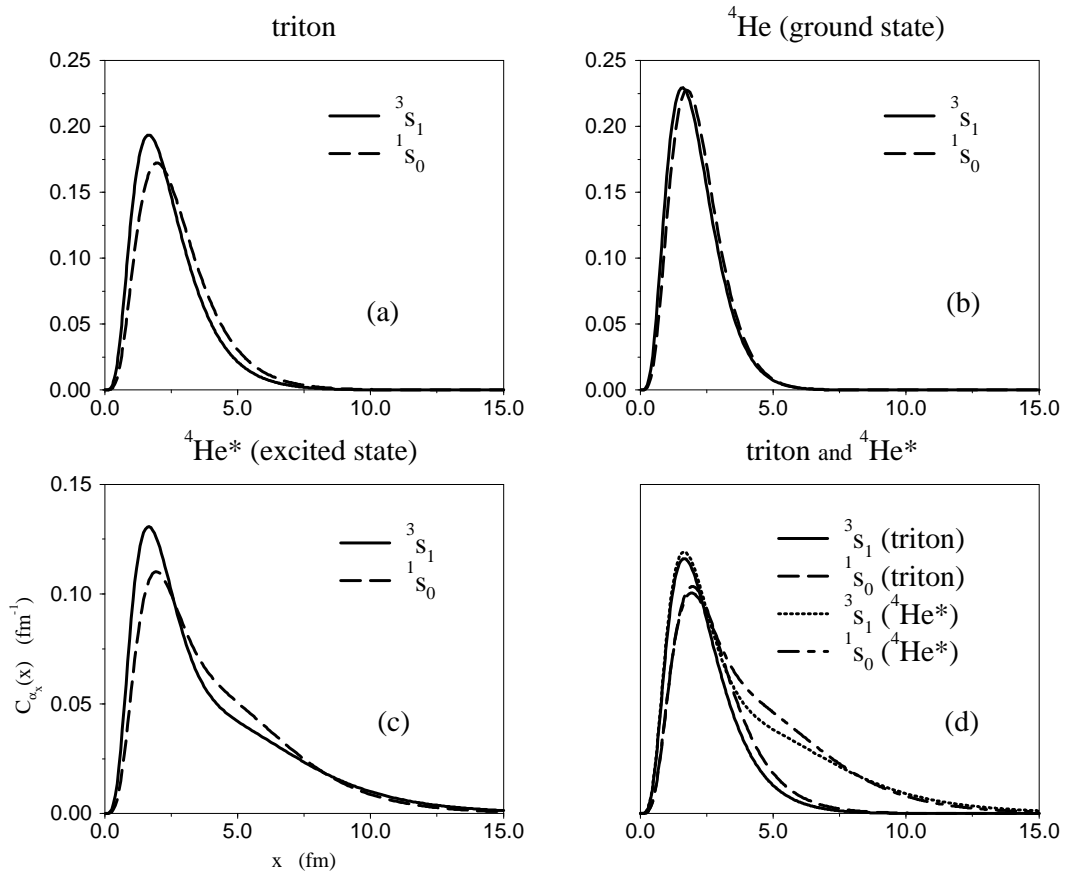 triton
0.25
0.20
0.15
0.10
0.05
0.00
0.0 5.0 10.0 15.0
³s₁
¹s₀
(a)
⁴He (ground state)
0.25
0.20
0.15
0.10
0.05
0.00
0.0 5.0 10.0 15.0
³s₁
¹s₀
(b)
⁴He* (excited state)
0.15
0.10
0.05
0.00
0.0 5.0 10.0 15.0
C_{αₓ}(x) (fm⁻¹)
x (fm)
³s₁
¹s₀
(c)
triton and ⁴He*
³s₁ (triton)
¹s₀ (triton)
³s₁ (⁴He*)
¹s₀ (⁴He*)
(d)
0.0 5.0 10.0 15.0